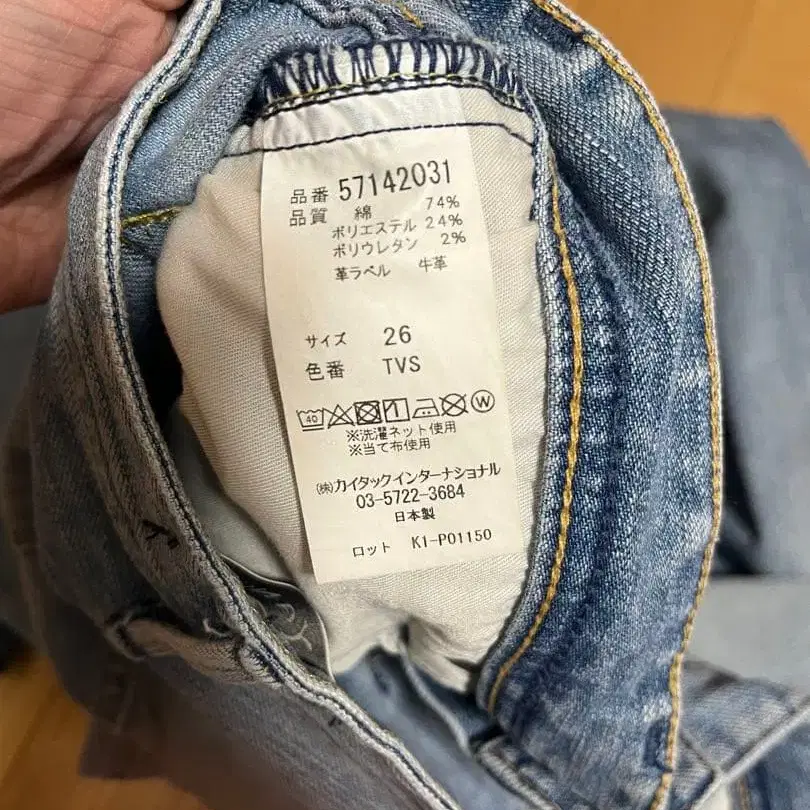 品番 57142031
品質 綿 74%
ポリエステル 24%
ポリウレタン 2%
革ラベル 牛革
サイズ 26
色番 TVS
40 W
※洗濯ネット使用
※当て布使用
㈱カイタックインターナショナル
03-5722-3684
日本製
ロット K1-P01150